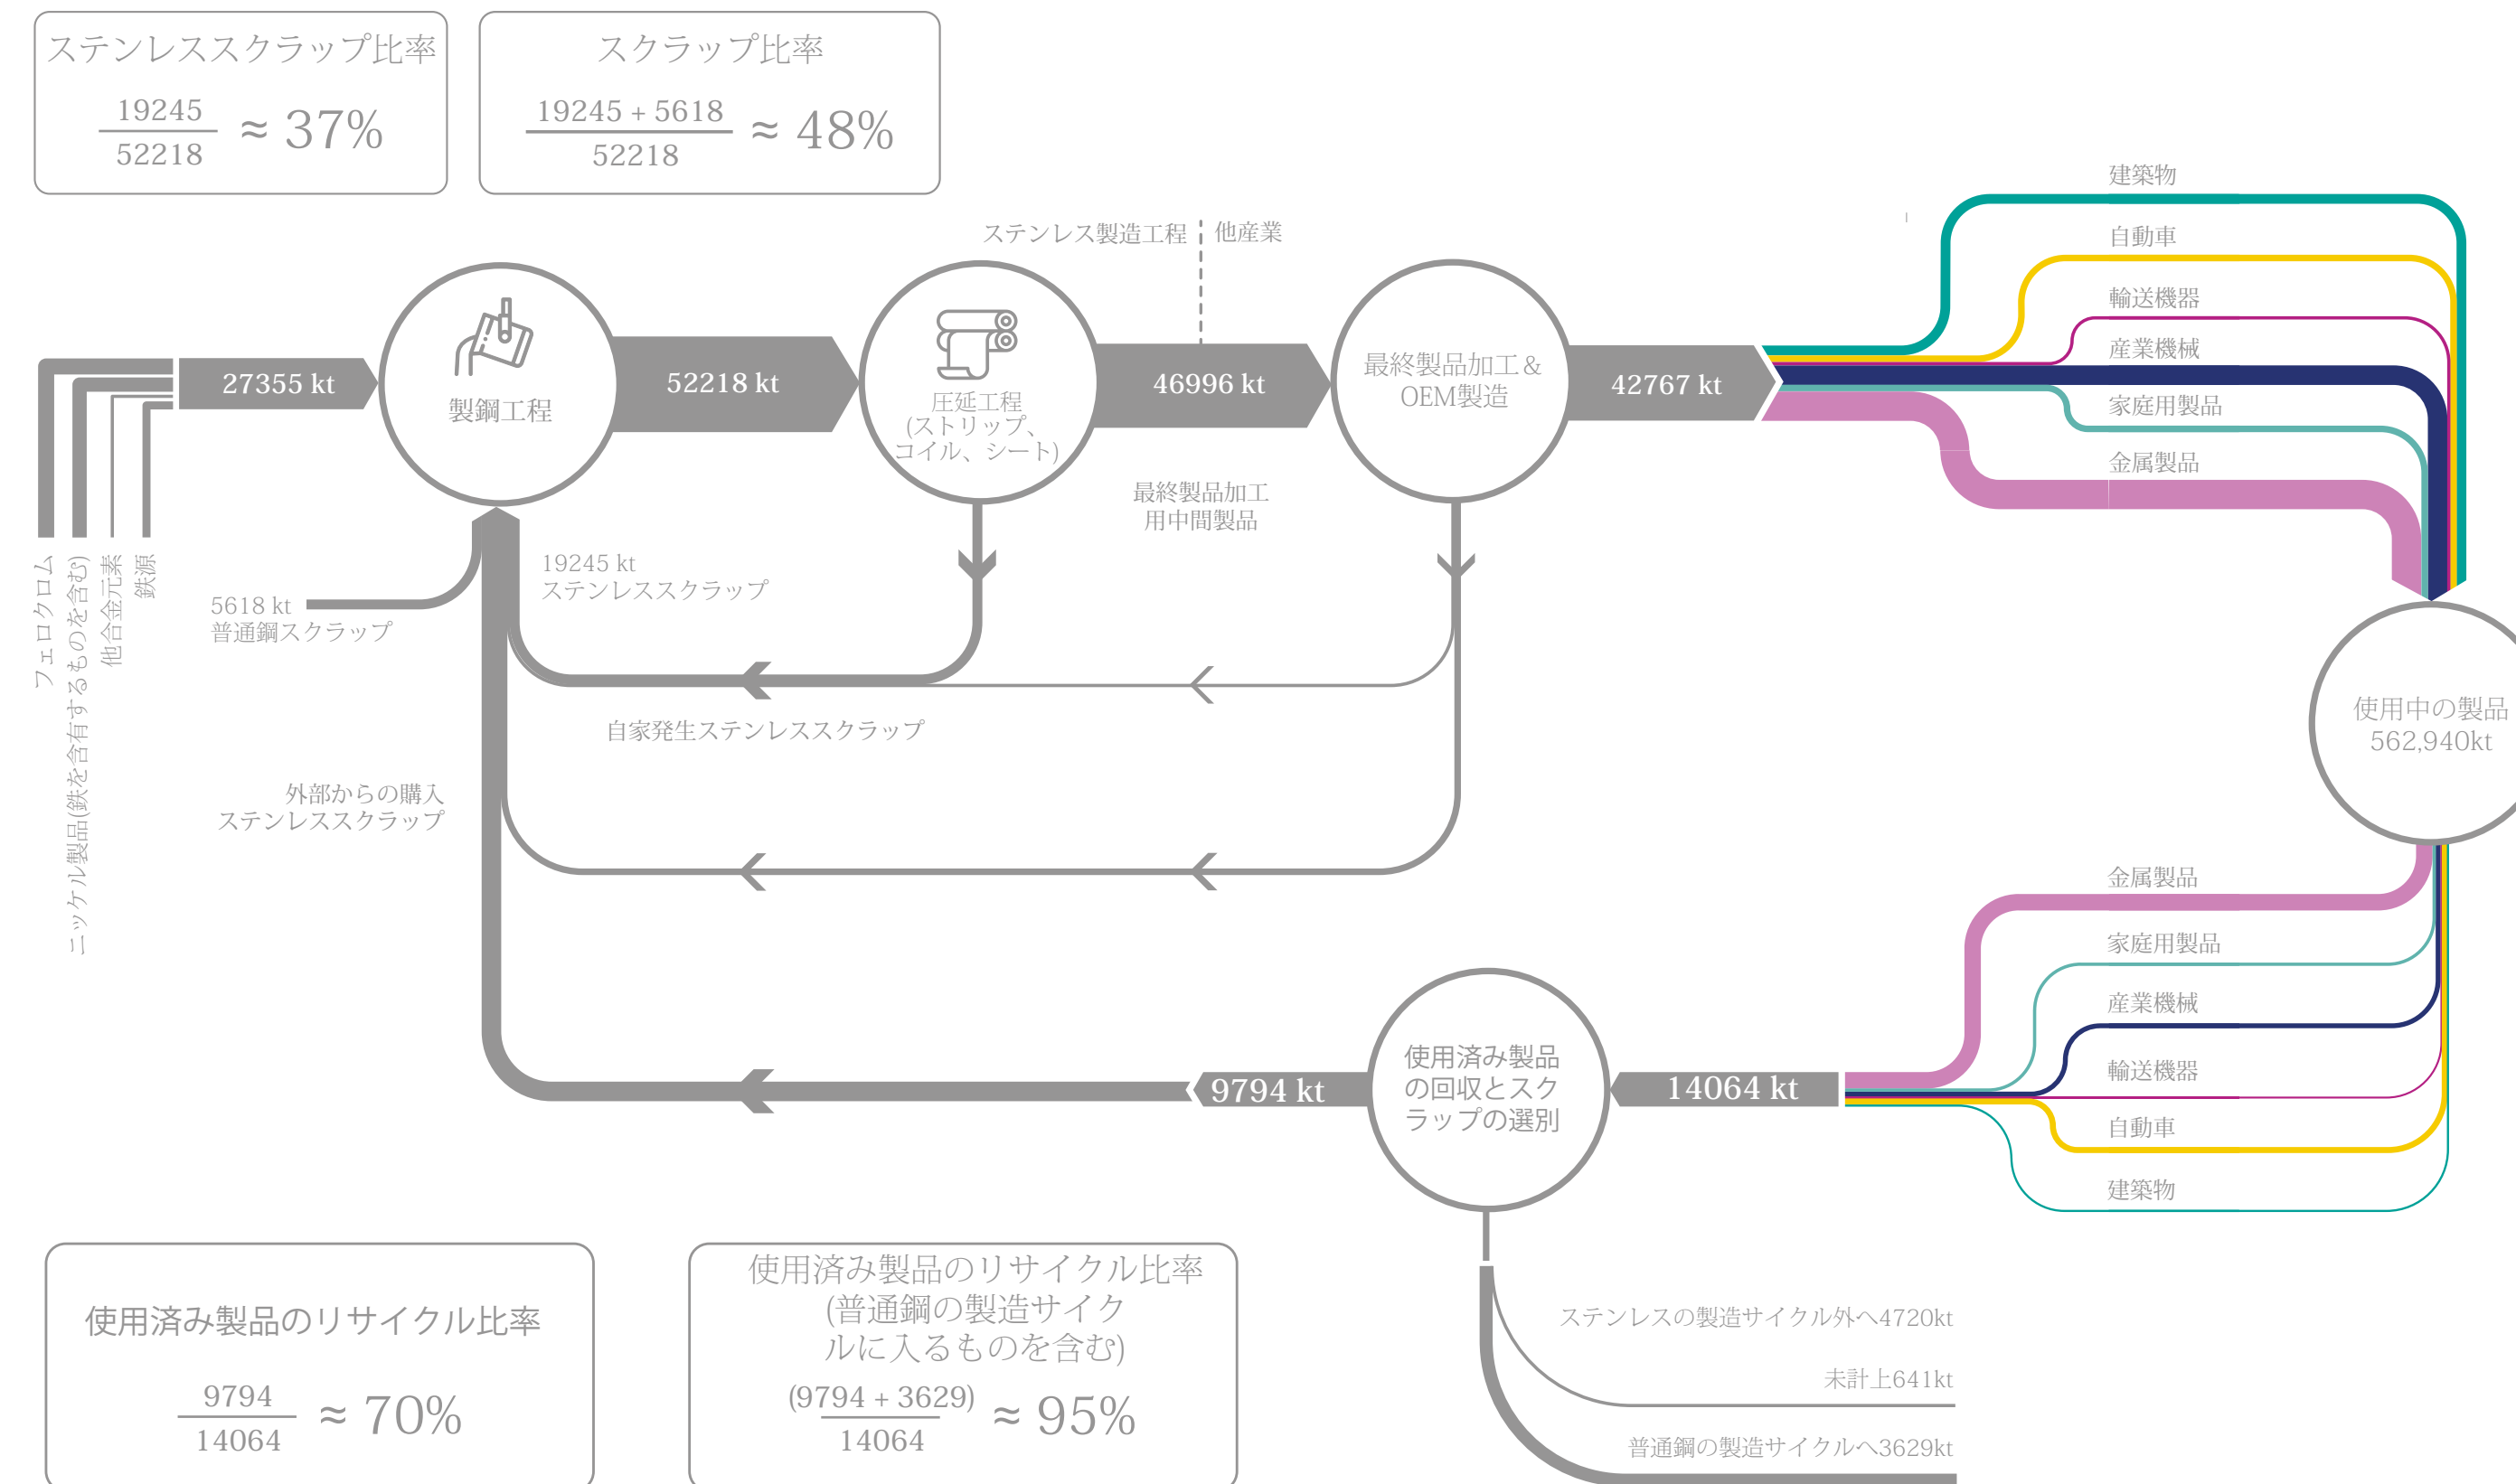 ステンレススクラップ比率
19245
52218
≈ 37%
スクラップ比率
19245 + 5618
52218
≈ 48%
ステンレス製造工程
他産業
27355 kt
製鋼工程
52218 kt
圧延工程
(ストリップ、
コイル、シート)
46996 kt
最終製品加工&
OEM製造
42767 kt
建築物
自動車
輸送機器
産業機械
家庭用製品
金属製品
最終製品加工
用中間製品
フェロクロム
ニッケル製品(鉄を含有するものを含む)
他合金元素
鉄源
5618 kt
普通鋼スクラップ
19245 kt
ステンレススクラップ
自家発生ステンレススクラップ
外部からの購入
ステンレススクラップ
使用中の製品
562,940kt
金属製品
家庭用製品
産業機械
輸送機器
自動車
建築物
14064 kt
使用済み製品
の回収とスク
ラップの選別
9794 kt
ステンレスの製造サイクル外へ4720kt
未計上641kt
普通鋼の製造サイクルへ3629kt
使用済み製品のリサイクル比率
9794
14064
≈ 70%
使用済み製品のリサイクル比率
(普通鋼の製造サイク
ルに入るものを含む)
(9794 + 3629)
14064
≈ 95%